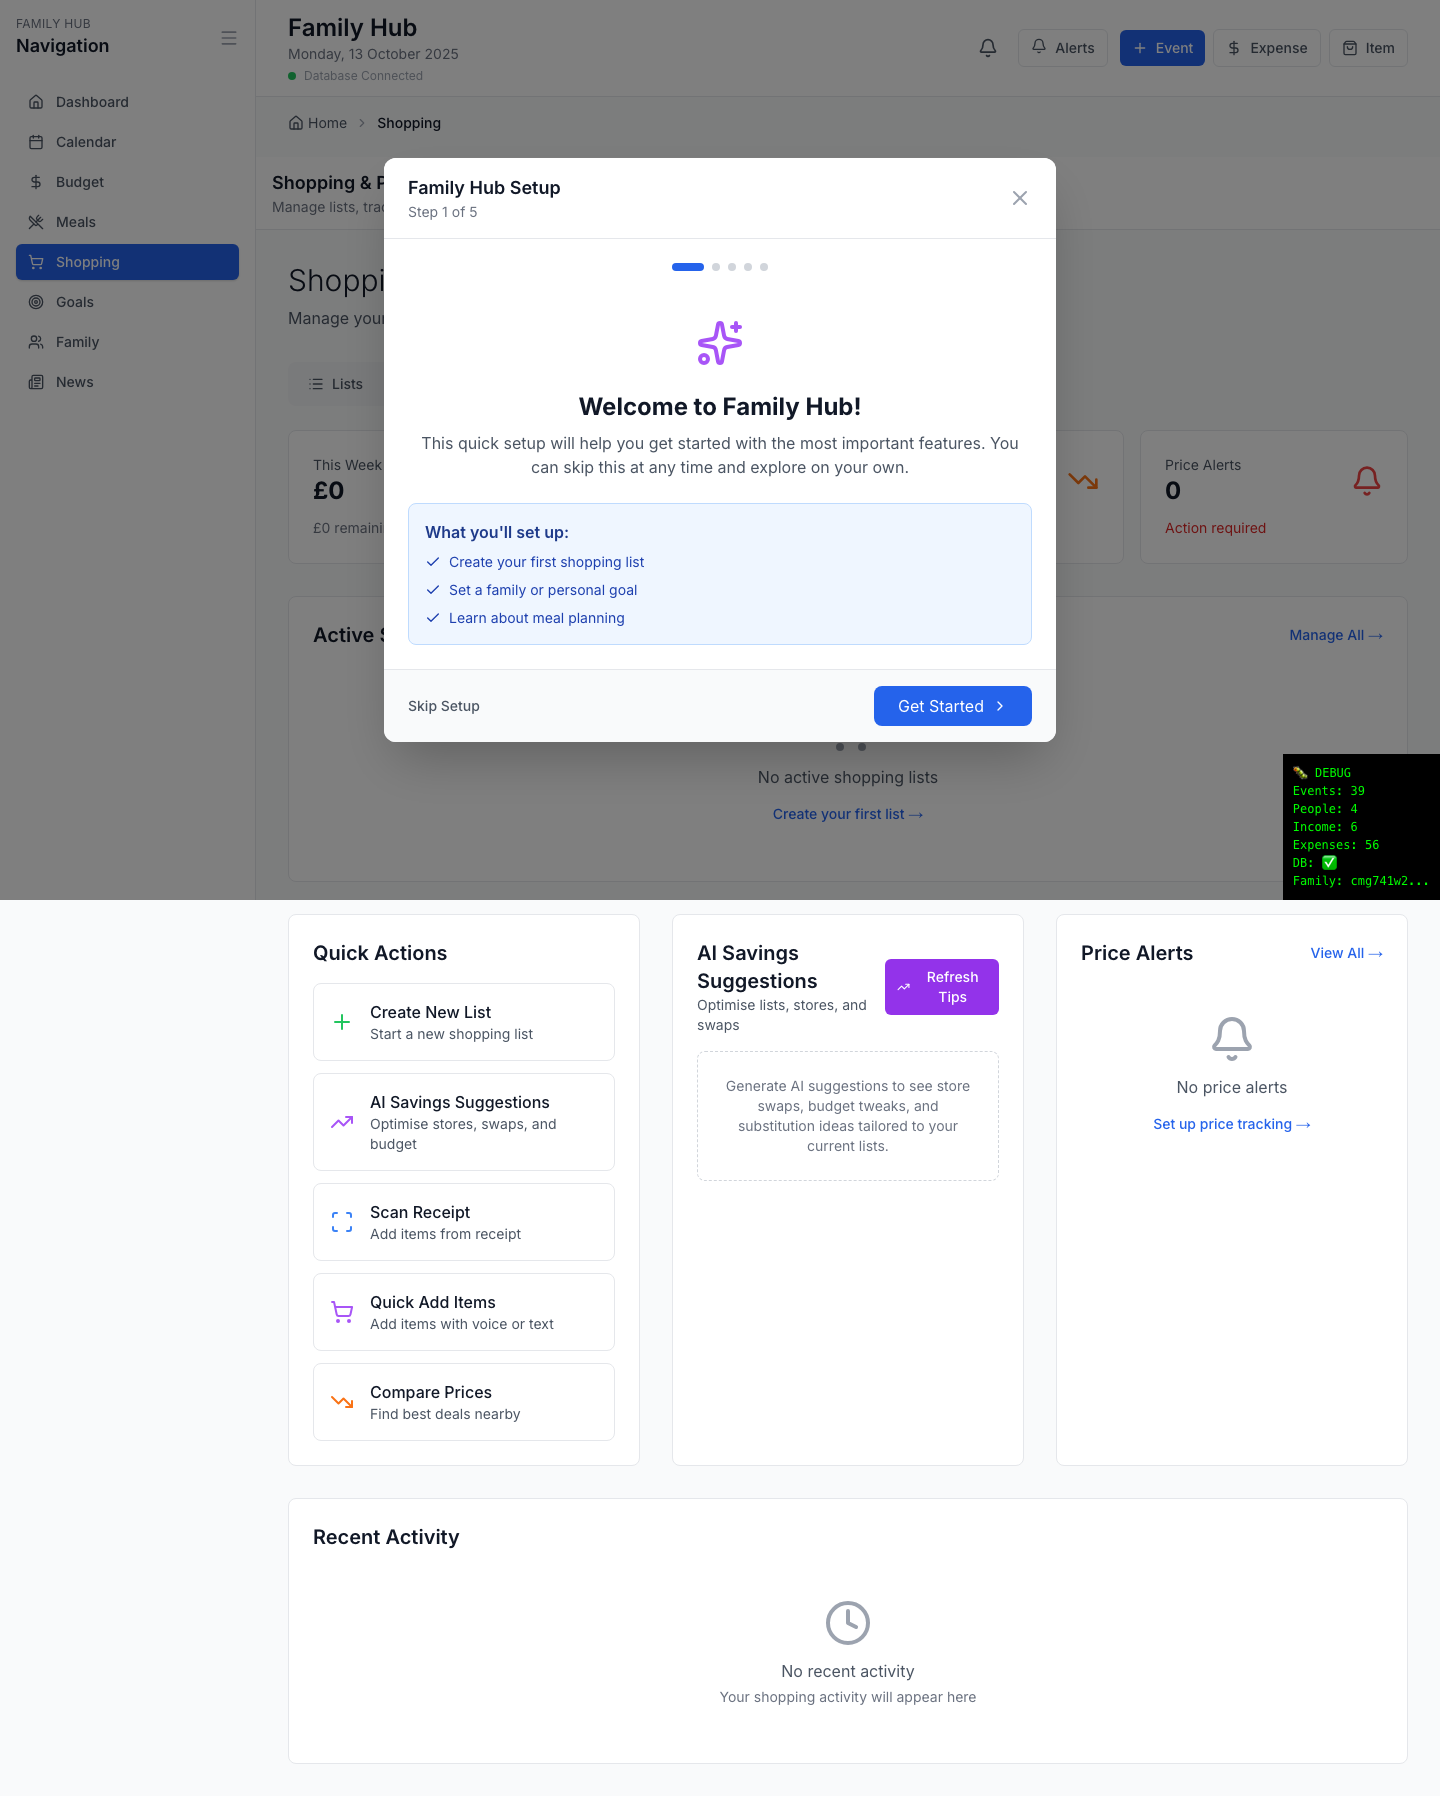 FAMILY HUB
Navigation
Dashboard
Calendar
Budget
Meals
Shopping
Goals
Family
News
Family Hub
Monday, 13 October 2025
Database Connected
Alerts
Event
Expense
Item
Home
Shopping
Shopping &
Manage lists,
Manage your
Lists
This Week
£0
£0
Price Alerts
0
Action required
Active
Manage All →
Family Hub Setup
Step 1 of 5
Welcome to Family Hub!
This quick setup will help you get started with the most important features. You
can skip this at any time and explore on your own.
What you'll set up:
Create your first shopping list
Set a family or personal goal
Learn about meal planning
Skip Setup
Get Started
No active shopping lists
Create your first list →
DEBUG
Events: 39
People: 4
Income: 6
Expenses: 56
DB: ✅
Family: cmg741w2...
Quick Actions
Create New List
Start a new shopping list
AI Savings Suggestions
Optimise stores, swaps, and
budget
Scan Receipt
Add items from receipt
Quick Add Items
Add items with voice or text
Compare Prices
Find best deals nearby
AI Savings
Suggestions
Optimise lists, stores, and
swaps
Refresh
Tips
Generate AI suggestions to see store
swaps, budget tweaks, and
substitution ideas tailored to your
current lists.
Price Alerts
View All →
No price alerts
Set up price tracking →
Recent Activity
No recent activity
Your shopping activity will appear here